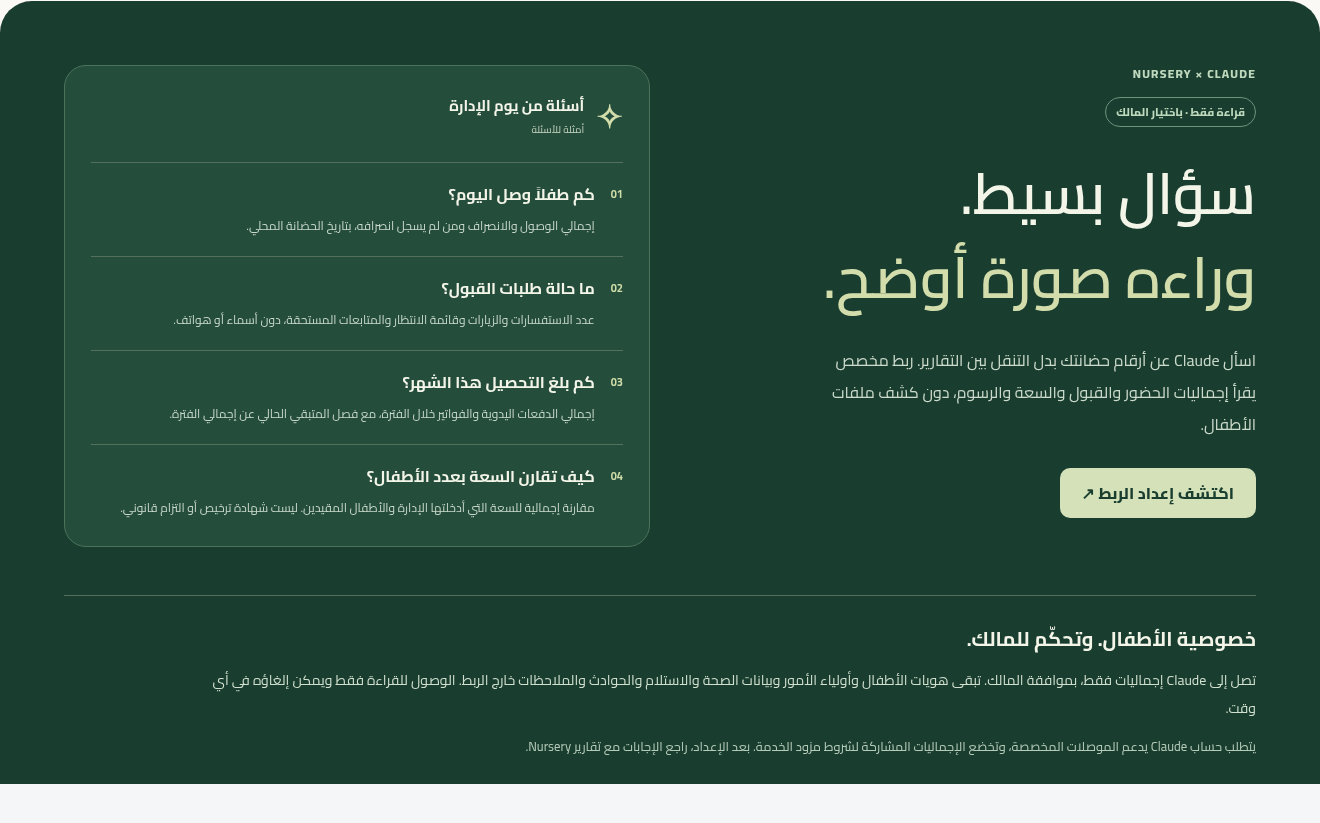 NURSERY × CLAUDE
قراءة فقط · باختيار المالك
سؤال بسيط.
وراءه صورة أوضح.
اسأل Claude عن أرقام حضانتك بدل التنقل بين التقارير. ربط مخصص
يقرأ إجماليات الحضور والقبول والسعة والرسوم، دون كشف ملفات
الأطفال.
اكتشف إعداد الربط ↗
أسئلة من يوم الإدارة
أمثلة للأسئلة
01 كم طفلاً وصل اليوم؟
إجمالي الوصول والانصراف ومن لم يسجل انصرافه، بتاريخ الحضانة المحلي.
02 ما حالة طلبات القبول؟
عدد الاستفسارات والزيارات وقائمة الانتظار والمتابعات المستحقة، دون أسماء أو هواتف.
03 كم بلغ التحصيل هذا الشهر؟
إجمالي الدفعات اليدوية والفواتير خلال الفترة، مع فصل المتبقي الحالي عن إجمالي الفترة.
04 كيف تقارن السعة بعدد الأطفال؟
مقارنة إجمالية للسعة التي أدخلتها الإدارة والأطفال المقيدين. ليست شهادة ترخيص أو التزام قانوني.
خصوصية الأطفال. وتحكّم للمالك.
تصل إلى Claude إجماليات فقط، بموافقة المالك. تبقى هويات الأطفال وأولياء الأمور وبيانات الصحة والاستلام والحوادث والملاحظات خارج الربط. الوصول للقراءة فقط ويمكن إلغاؤه في أي
وقت.
يتطلب حساب Claude يدعم الموصلات المخصصة، وتخضع الإجماليات المشاركة لشروط مزود الخدمة. بعد الإعداد، راجع الإجابات مع تقارير Nursery.